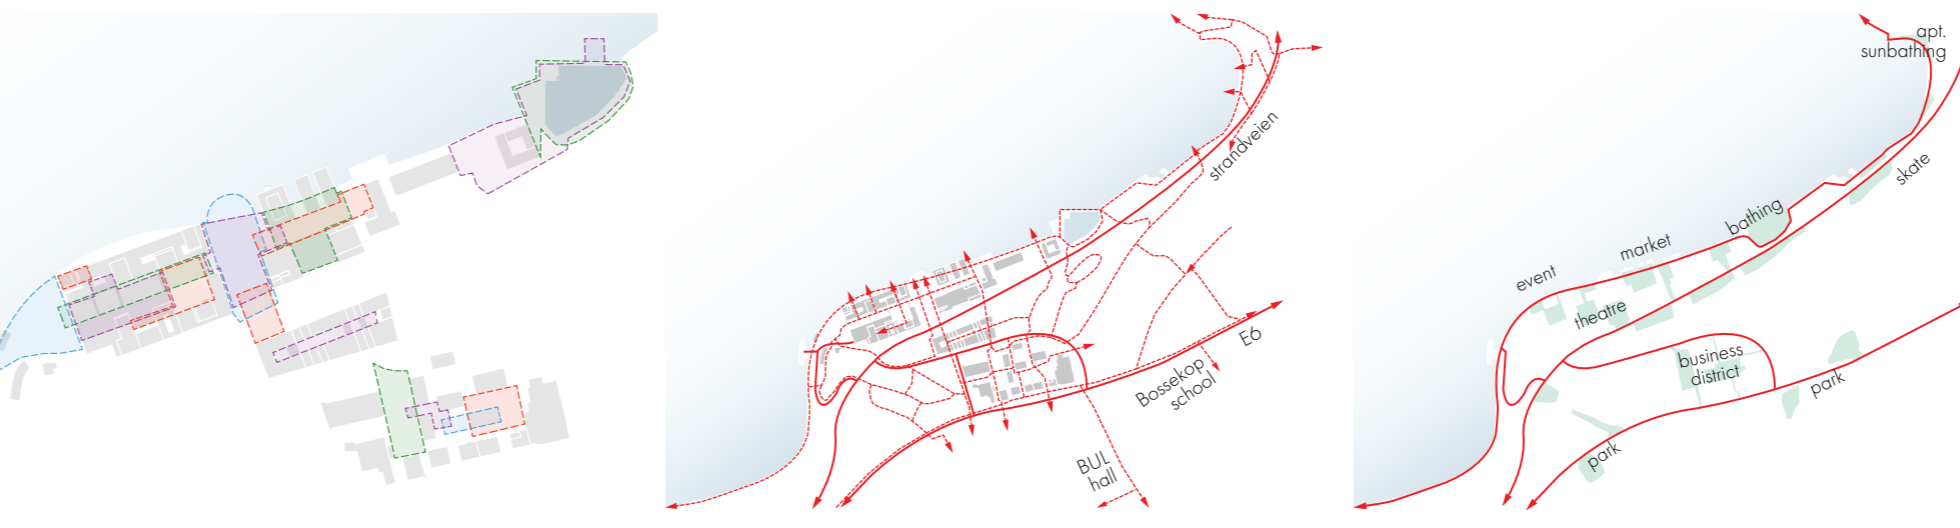 strandveien
E6
Bossekop
school
BUL
hall
apt.
sunbathing
skate
bathing
market
event
theatre
business
district
park
park